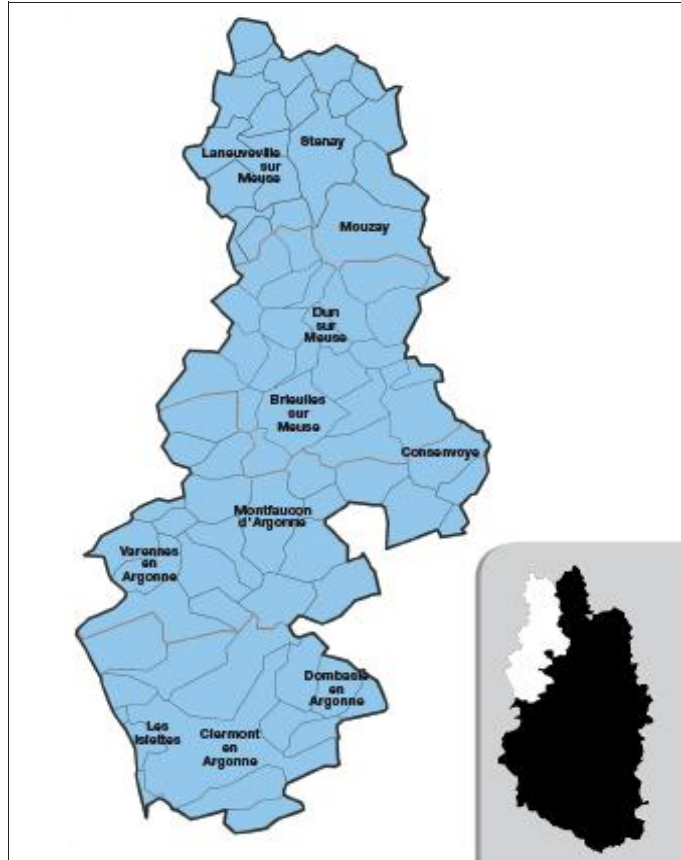 Stenay
Laneuveville
sur
Meuse
Mouzay
Dun
sur
Meuse
Brieulles
sur
Meuse
Consenvoye
Montfaucon
d'Argonne
Varennes
en
Argonne
Dombasle
en
Argonne
Les
Islettes
Clermont
en
Argonne